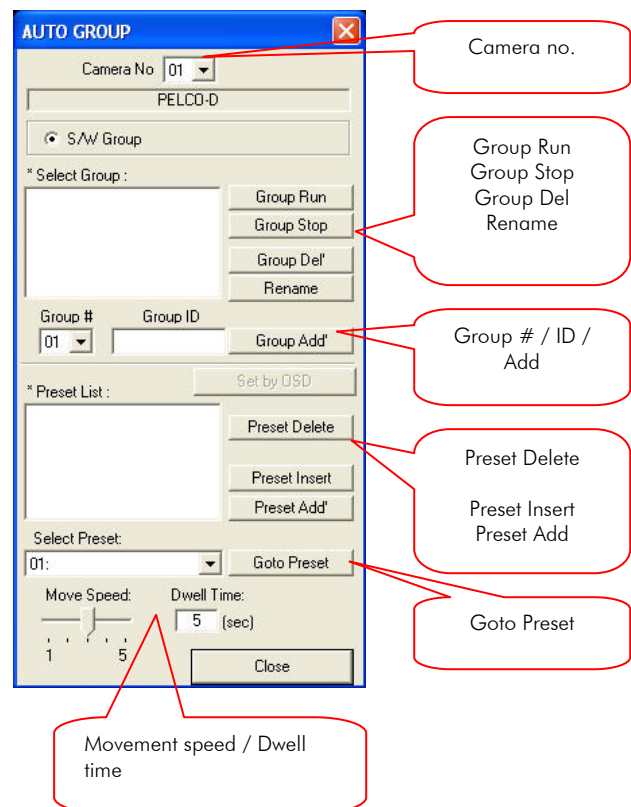 AUTO GROUP
Camera No 01
PELCO-D
S/W Group
* Select Group :
Group Run
Group Stop
Group Del'
Rename
Group # Group ID
01 Group Add'
Set by OSD
* Preset List :
Preset Delete
Preset Insert
Preset Add'
Select Preset:
01: Goto Preset
Move Speed: Dwell Time:
5 (sec)
1 5
Close
Camera no.
Group Run
Group Stop
Group Del
Rename
Group # / ID /
Add
Preset Delete
Preset Insert
Preset Add
Goto Preset
Movement speed / Dwell
time